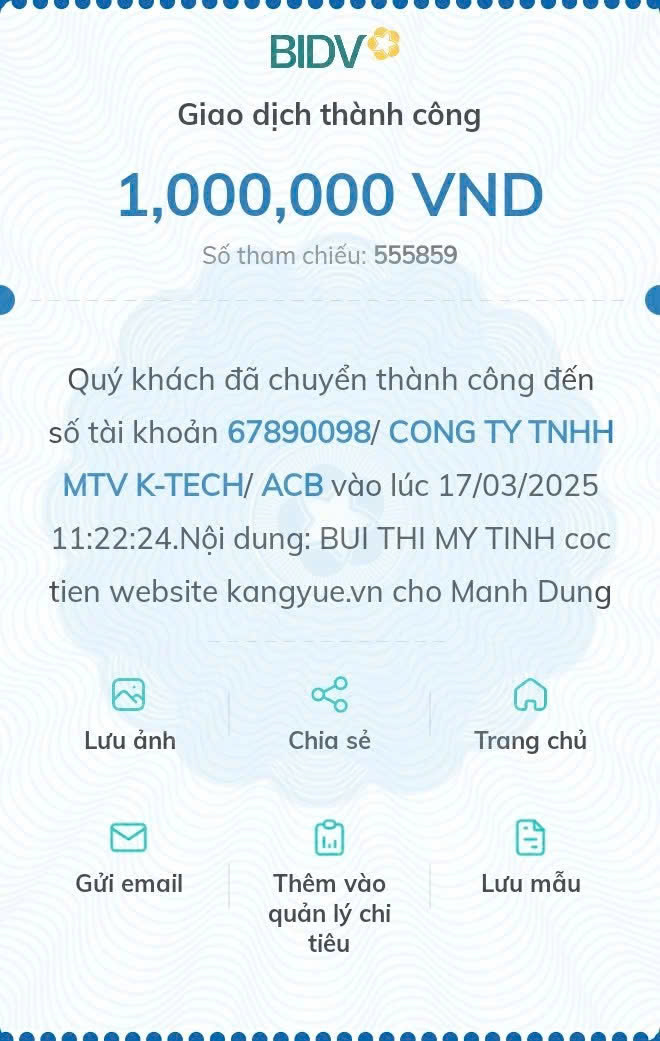 BIDV
Giao dịch thành công
1,000,000 VND
Số tham chiếu: 555859
Quý khách đã chuyển thành công đến
số tài khoản 67890098/ CONG TY TNHH
MTV K-TECH/ ACB vào lúc 17/03/2025
11:22:24.Nội dung: BUI THI MY TINH coc
tien website kangyue.vn cho Manh Dung
Lưu ảnh
Chia sẻ
Trang chủ
Gửi email
Thêm vào
quản lý chi
tiêu
Lưu mẫu